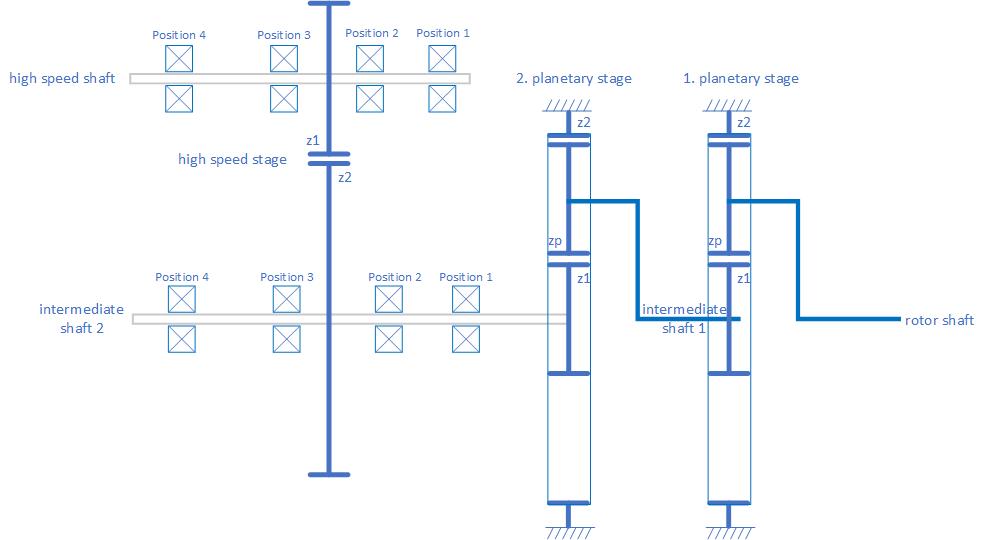 Position 4
Position 3
Position 2
Position 1
high speed shaft
2. planetary stage
1. planetary stage
z2
z2
z1
high speed stage
z2
zp
zp
z1
z1
Position 4
Position 3
Position 2
Position 1
intermediate
shaft 2
intermediate
shaft 1
rotor shaft